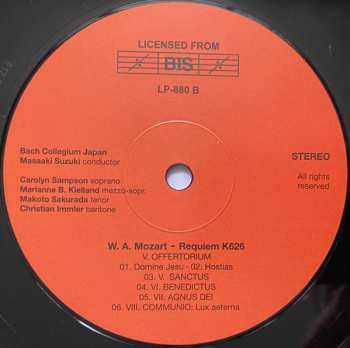 LICENSED FROM
BIS
LP-880 B
Bach Collegium Japan
Masaaki Suzuki conductor
STEREO
Carolyn Sampson soprano
Marianne B. Kielland mezzo-sopr.
Makoto Sakurada tenor
Christian Immler baritone
All rights
reserved
W. A. Mozart - Requiem K626
V. OFFERTORIUM
01. Domine Jesu - 02: Hostias
03. V. SANCTUS
04. VI. BENEDICTUS
05. VII. AGNUS DEI
06. VIII. COMMUNIO: Lux aeterna